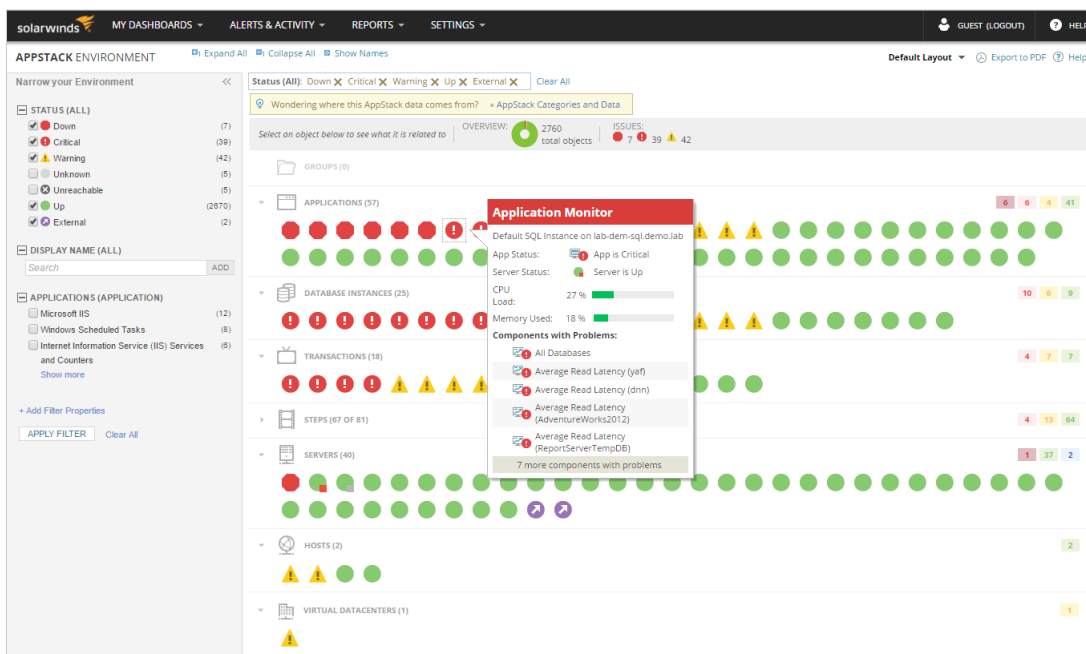 solarwinds
MY DASHBOARDS
ALERTS & ACTIVITY
REPORTS
SETTINGS
GUEST (LOGOUT)
HELP
APPSTACK ENVIRONMENT
Expand All
Collapse All
Show Names
Default Layout
Export to PDF
Help
Narrow your Environment
Status (All): Down Critical Warning Up External
Clear All
Wondering where this AppStack data comes from? » AppStack Categories and Data
STATUS (ALL)
Down (7)
Critical (39)
Warning (42)
Unknown (5)
Unreachable (5)
Up (2670)
External (2)
DISPLAY NAME (ALL)
Search
ADD
APPLICATIONS (APPLICATION)
Microsoft IIS (12)
Windows Scheduled Tasks (8)
Internet Information Service (IIS) Services (6)
and Counters
Show more
+ Add Filter Properties
APPLY FILTER
Clear All
Select an object below to see what it is related to
OVERVIEW:
2760
total objects
ISSUES:
7 39 42
GROUPS (0)
APPLICATIONS (57)
6 6 4 41
DATABASE INSTANCES (25)
10 6 9
TRANSACTIONS (18)
4 7 7
STEPS (67 OF 81)
4 13 64
SERVERS (40)
1 37 2
HOSTS (2)
2
VIRTUAL DATACENTERS (1)
1
Application Monitor
Default SQL Instance on lab-dem-sql.demo.lab
App Status: App is Critical
Server Status: Server is Up
CPU
Load: 27 %
Memory Used: 18 %
Components with Problems:
All Databases
Average Read Latency (yaf)
Average Read Latency (dnn)
Average Read Latency
(AdventureWorks2012)
Average Read Latency
(ReportServerTempDB)
7 more components with problems